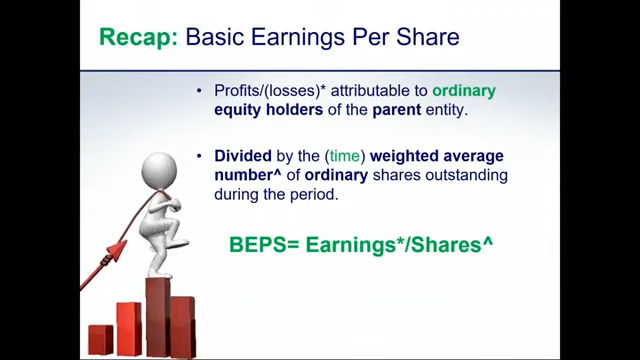 Recap: Basic Earnings Per Share
• Profits/(losses)* attributable to ordinary
equity holders of the parent entity.
• Divided by the (time) weighted average
number^ of ordinary shares outstanding
during the period.
BEPS= Earnings*/Shares^